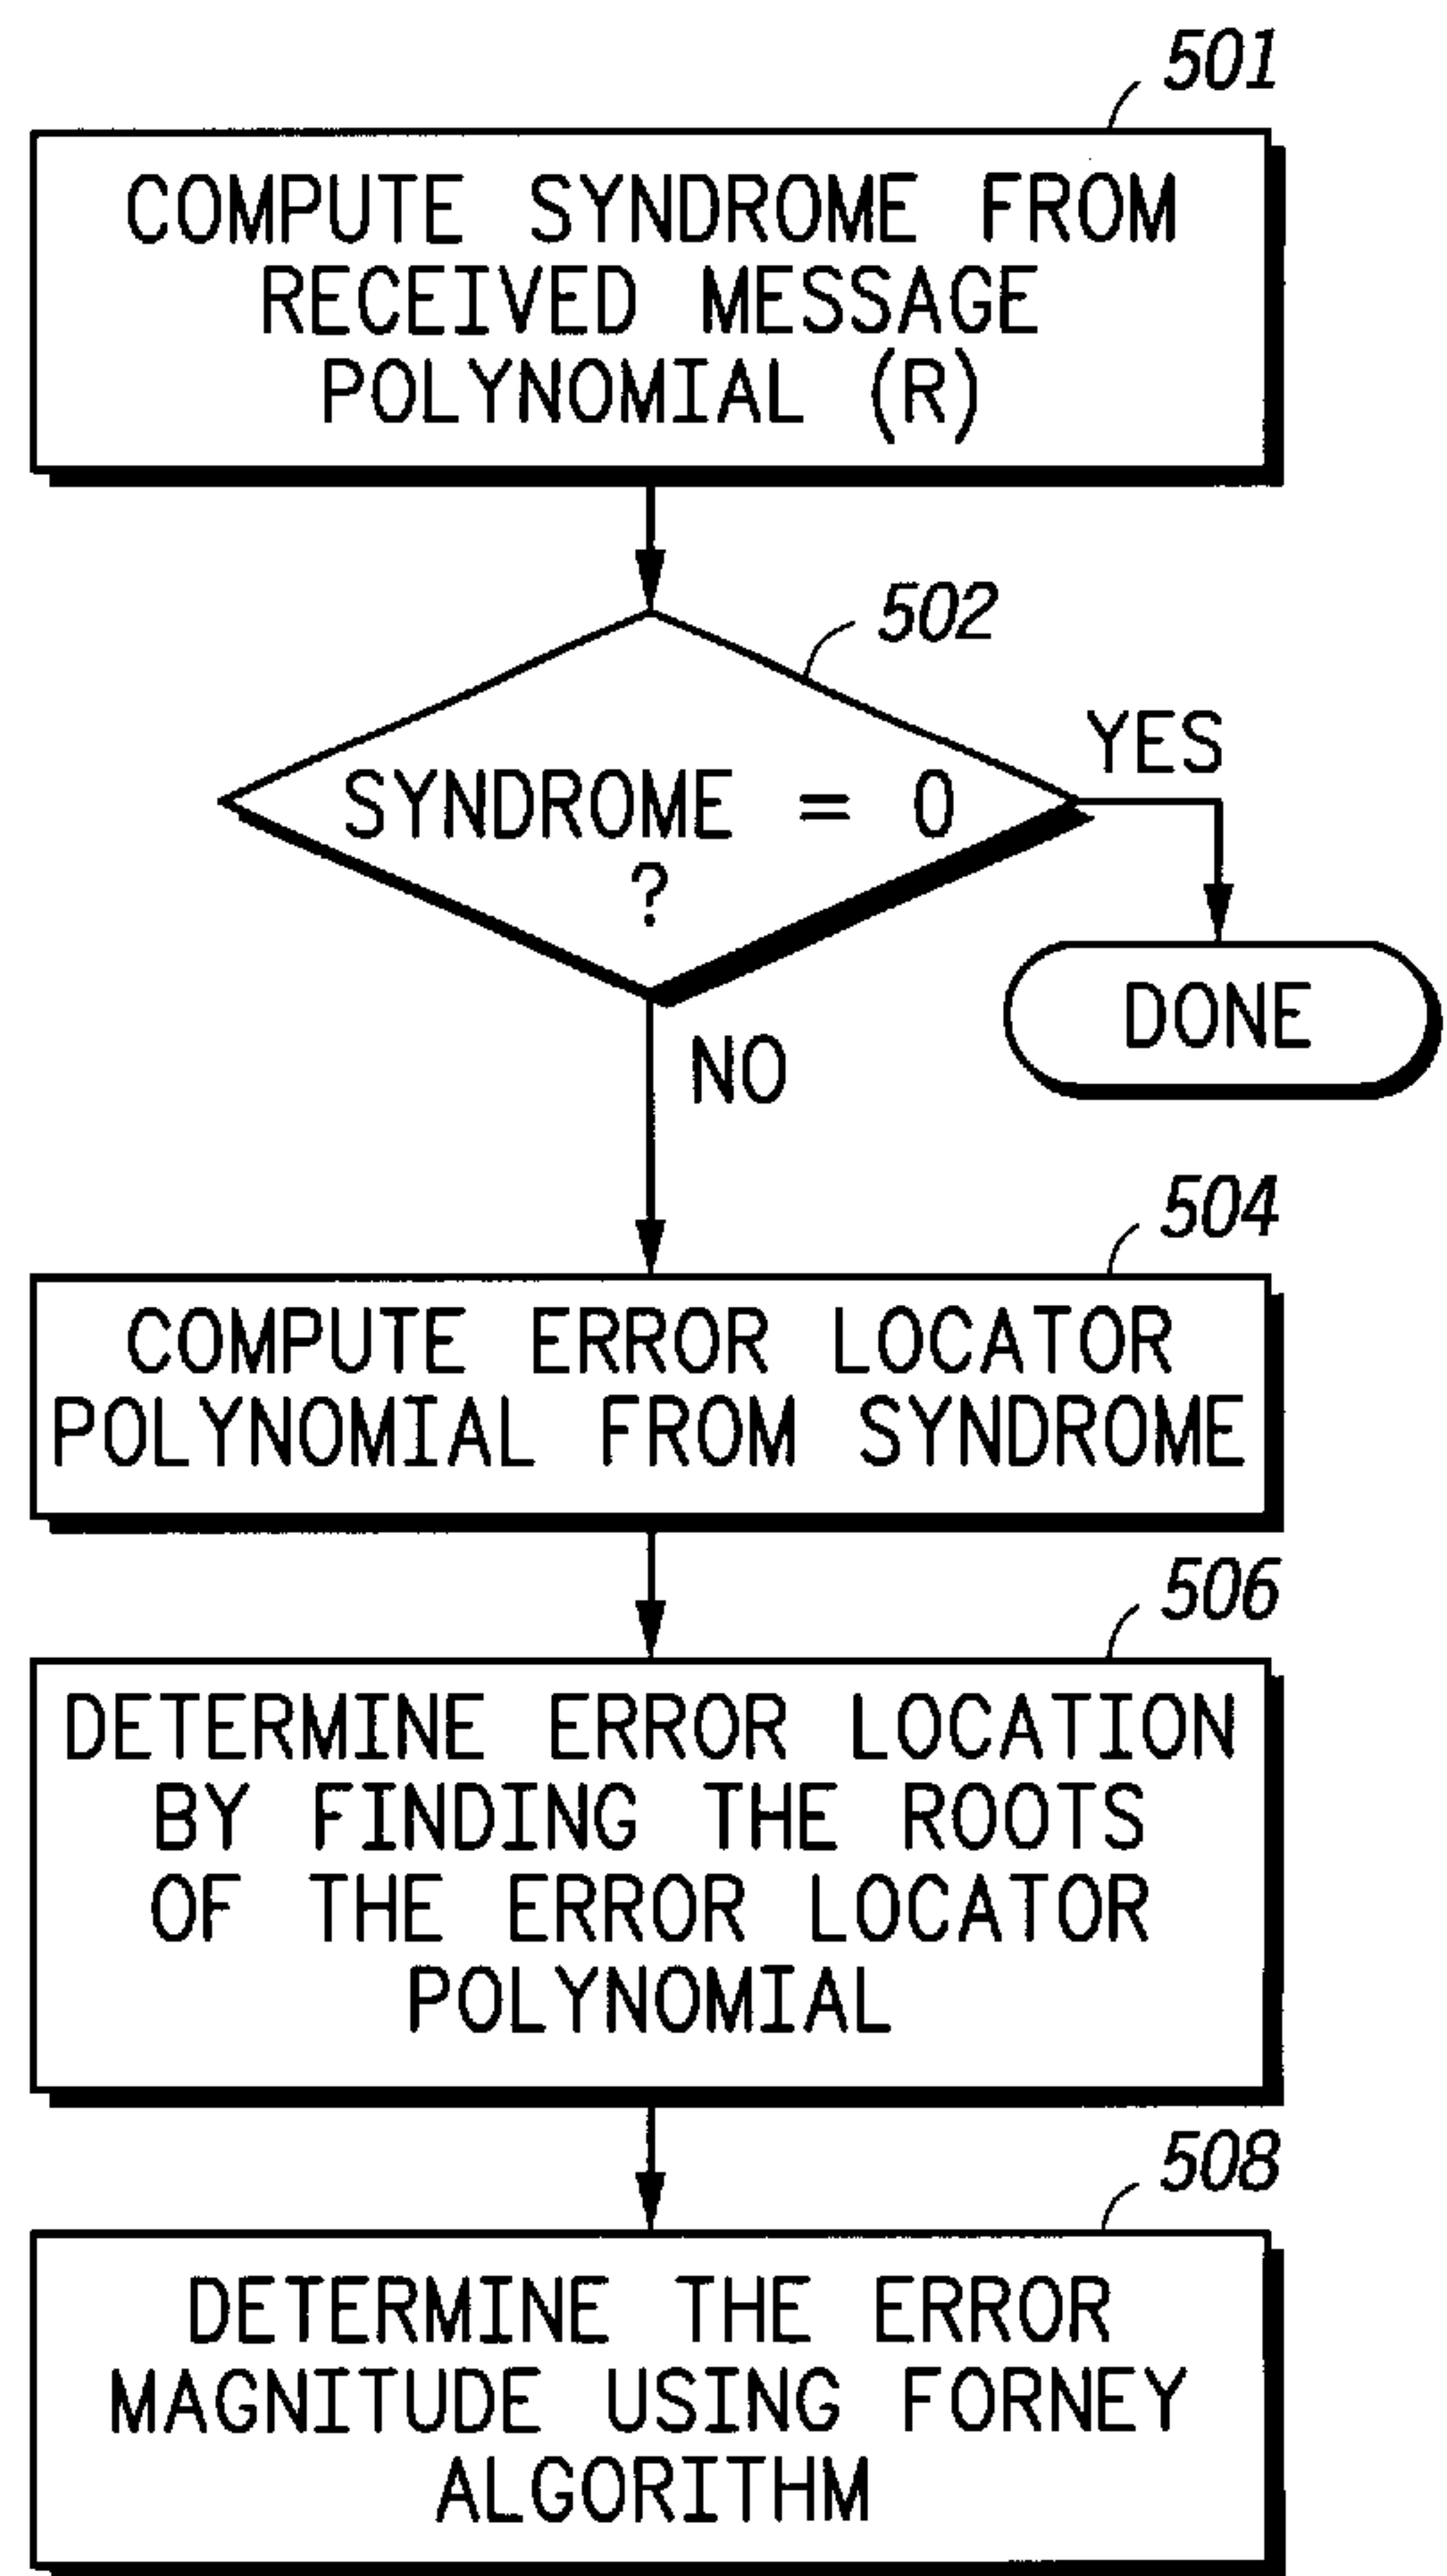 501
COMPUTE SYNDROME FROM
RECEIVED MESSAGE
POLYNOMIAL (R)
502
YES
SYNDROME = 0
?
DONE
NO
504
COMPUTE ERROR LOCATOR
POLYNOMIAL FROM SYNDROME
506
DETERMINE ERROR LOCATION
BY FINDING THE ROOTS
OF THE ERROR LOCATOR
POLYNOMIAL
508
DETERMINE THE ERROR
MAGNITUDE USING FORNEY
ALGORITHM